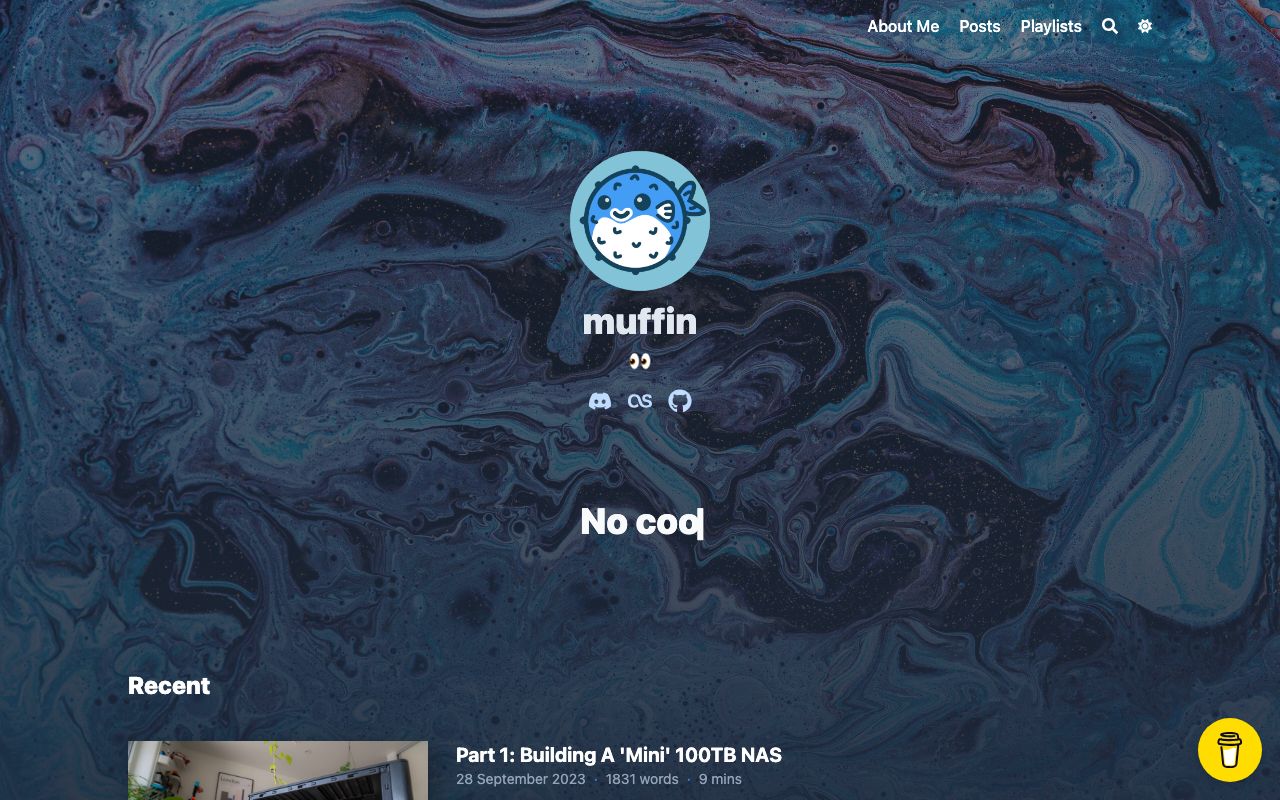 About Me Posts Playlists
muffin
No coo
Recent
Part 1: Building A 'Mini' 100TB NAS
28 September 2023 · 1831 words · 9 mins